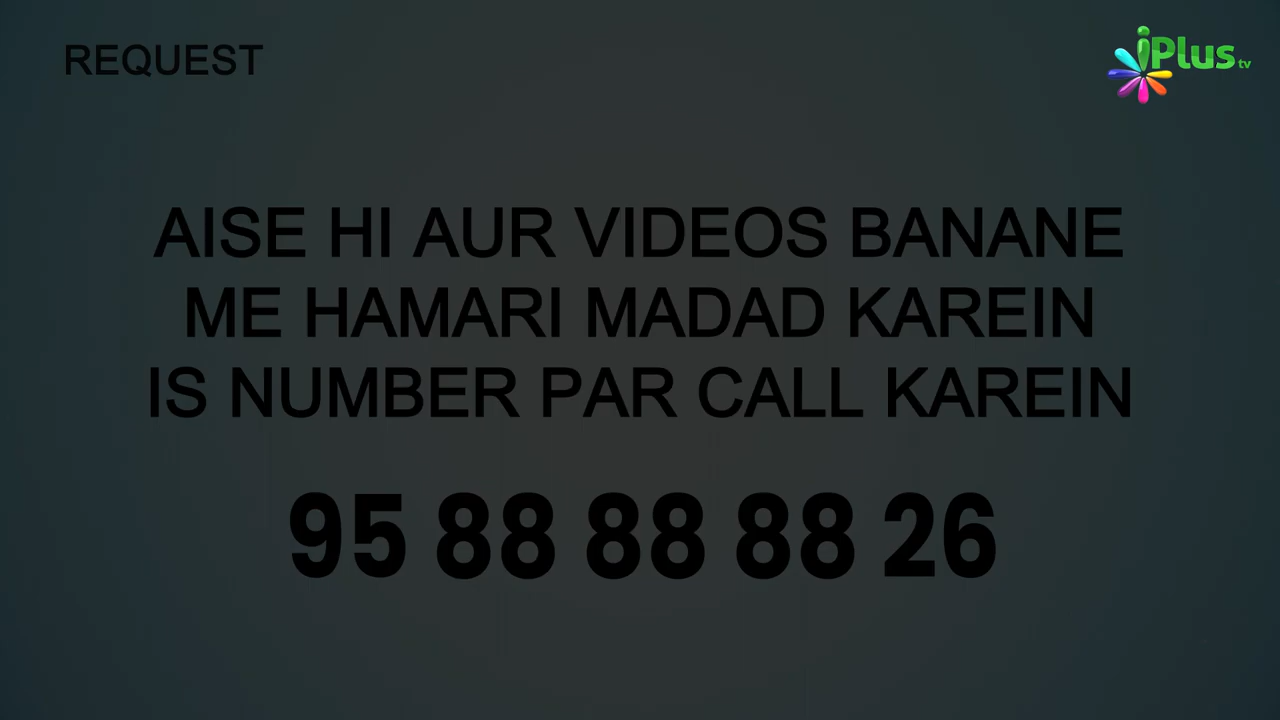 REQUEST
iPlus tv
AISE HI AUR VIDEOS BANANE
ME HAMARI MADAD KAREIN
IS NUMBER PAR CALL KAREIN
95 88 88 88 26